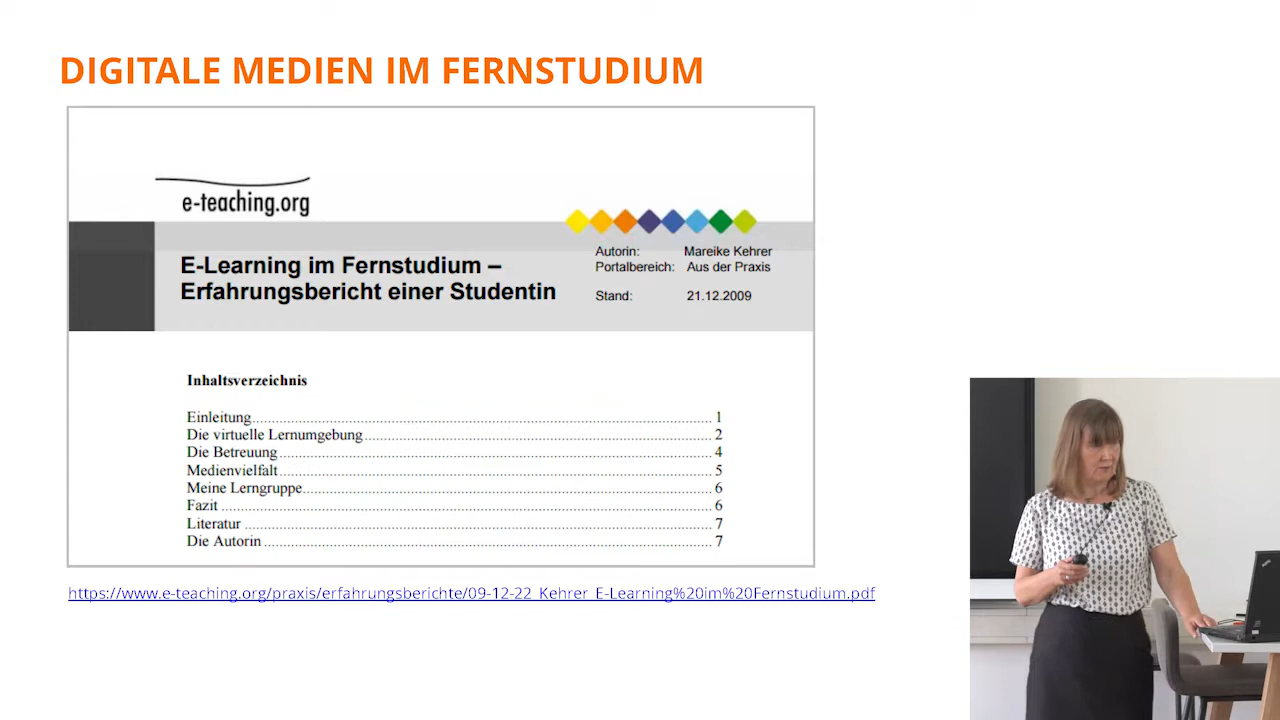 DIGITALE MEDIEN IM FERNSTUDIUM
e-teaching.org
E-Learning im Fernstudium –
Erfahrungsbericht einer Studentin
Autorin: Mareike Kehrer
Portalbereich: Aus der Praxis
Stand: 21.12.2009
Inhaltsverzeichnis
Einleitung 1
Die virtuelle Lernumgebung 2
Die Betreuung 4
Medienvielfalt 5
Meine Lerngruppe 6
Fazit 6
Literatur 7
Die Autorin 7
https://www.e-teaching.org/praxis/erfahrungsberichte/09-12-22_Kehrer_E-Learning%20im%20Fernstudium.pdf